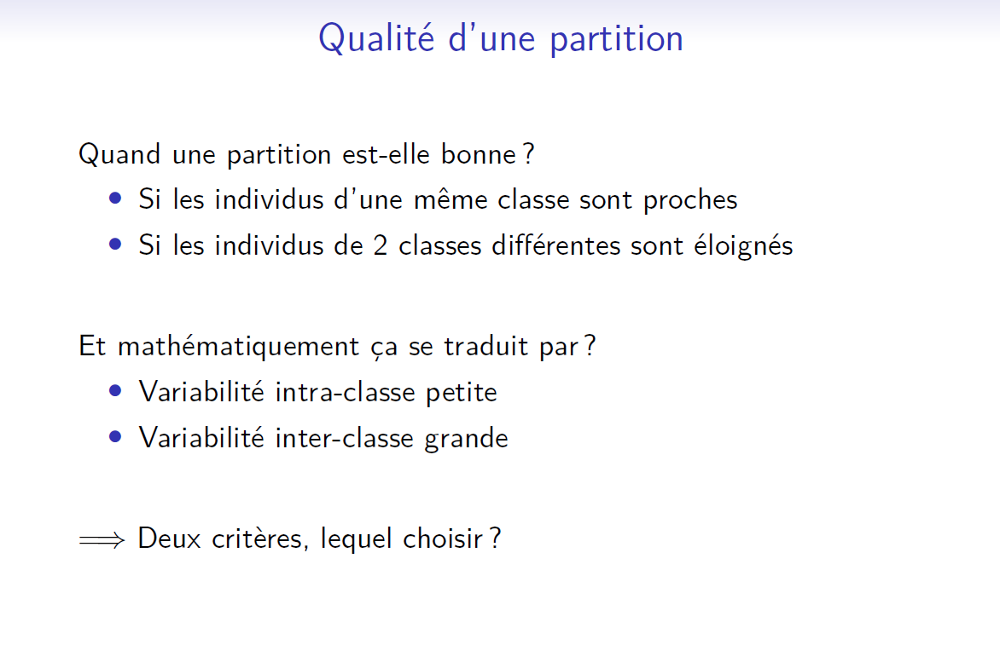 Qualité d'une partition
Quand une partition est-elle bonne ?
• Si les individus d'une même classe sont proches
• Si les individus de 2 classes différentes sont éloignés
Et mathématiquement ça se traduit par ?
• Variabilité intra-classe petite
• Variabilité inter-classe grande
⟹ Deux critères, lequel choisir ?